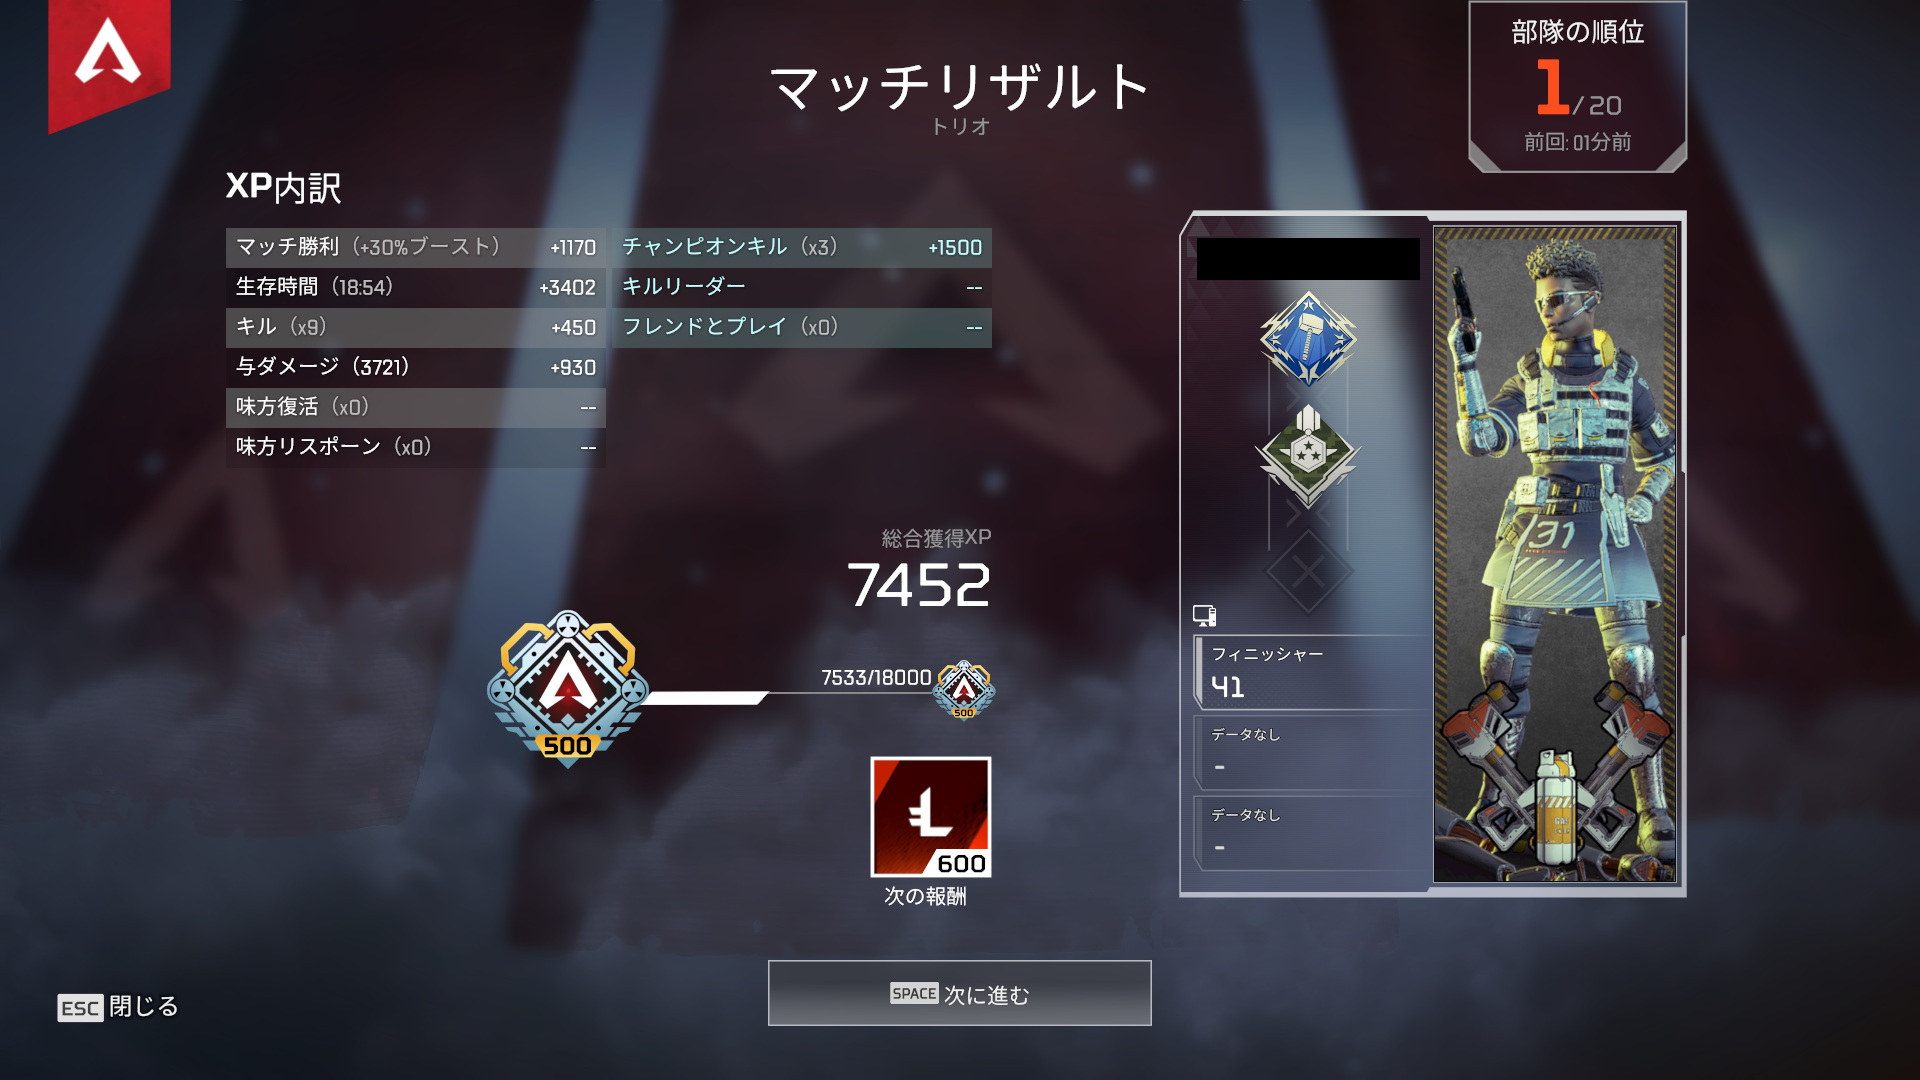 部隊の順位
1/20
前回: 01分前
マッチリザルト
トリオ
XP内訳
マッチ勝利（+30%ブースト） +1170
生存時間（18:54） +3402
キル（x9） +450
与ダメージ（3721） +930
味方復活（x0） --
味方リスポーン（x0） --
チャンピオンキル（x3） +1500
キルリーダー --
フレンドとプレイ（x0） --
総合獲得XP
7452
7533/18000
500
500
600
次の報酬
フィニッシャー
41
データなし
-
データなし
-
31
GAS
ESC 閉じる
SPACE 次に進む